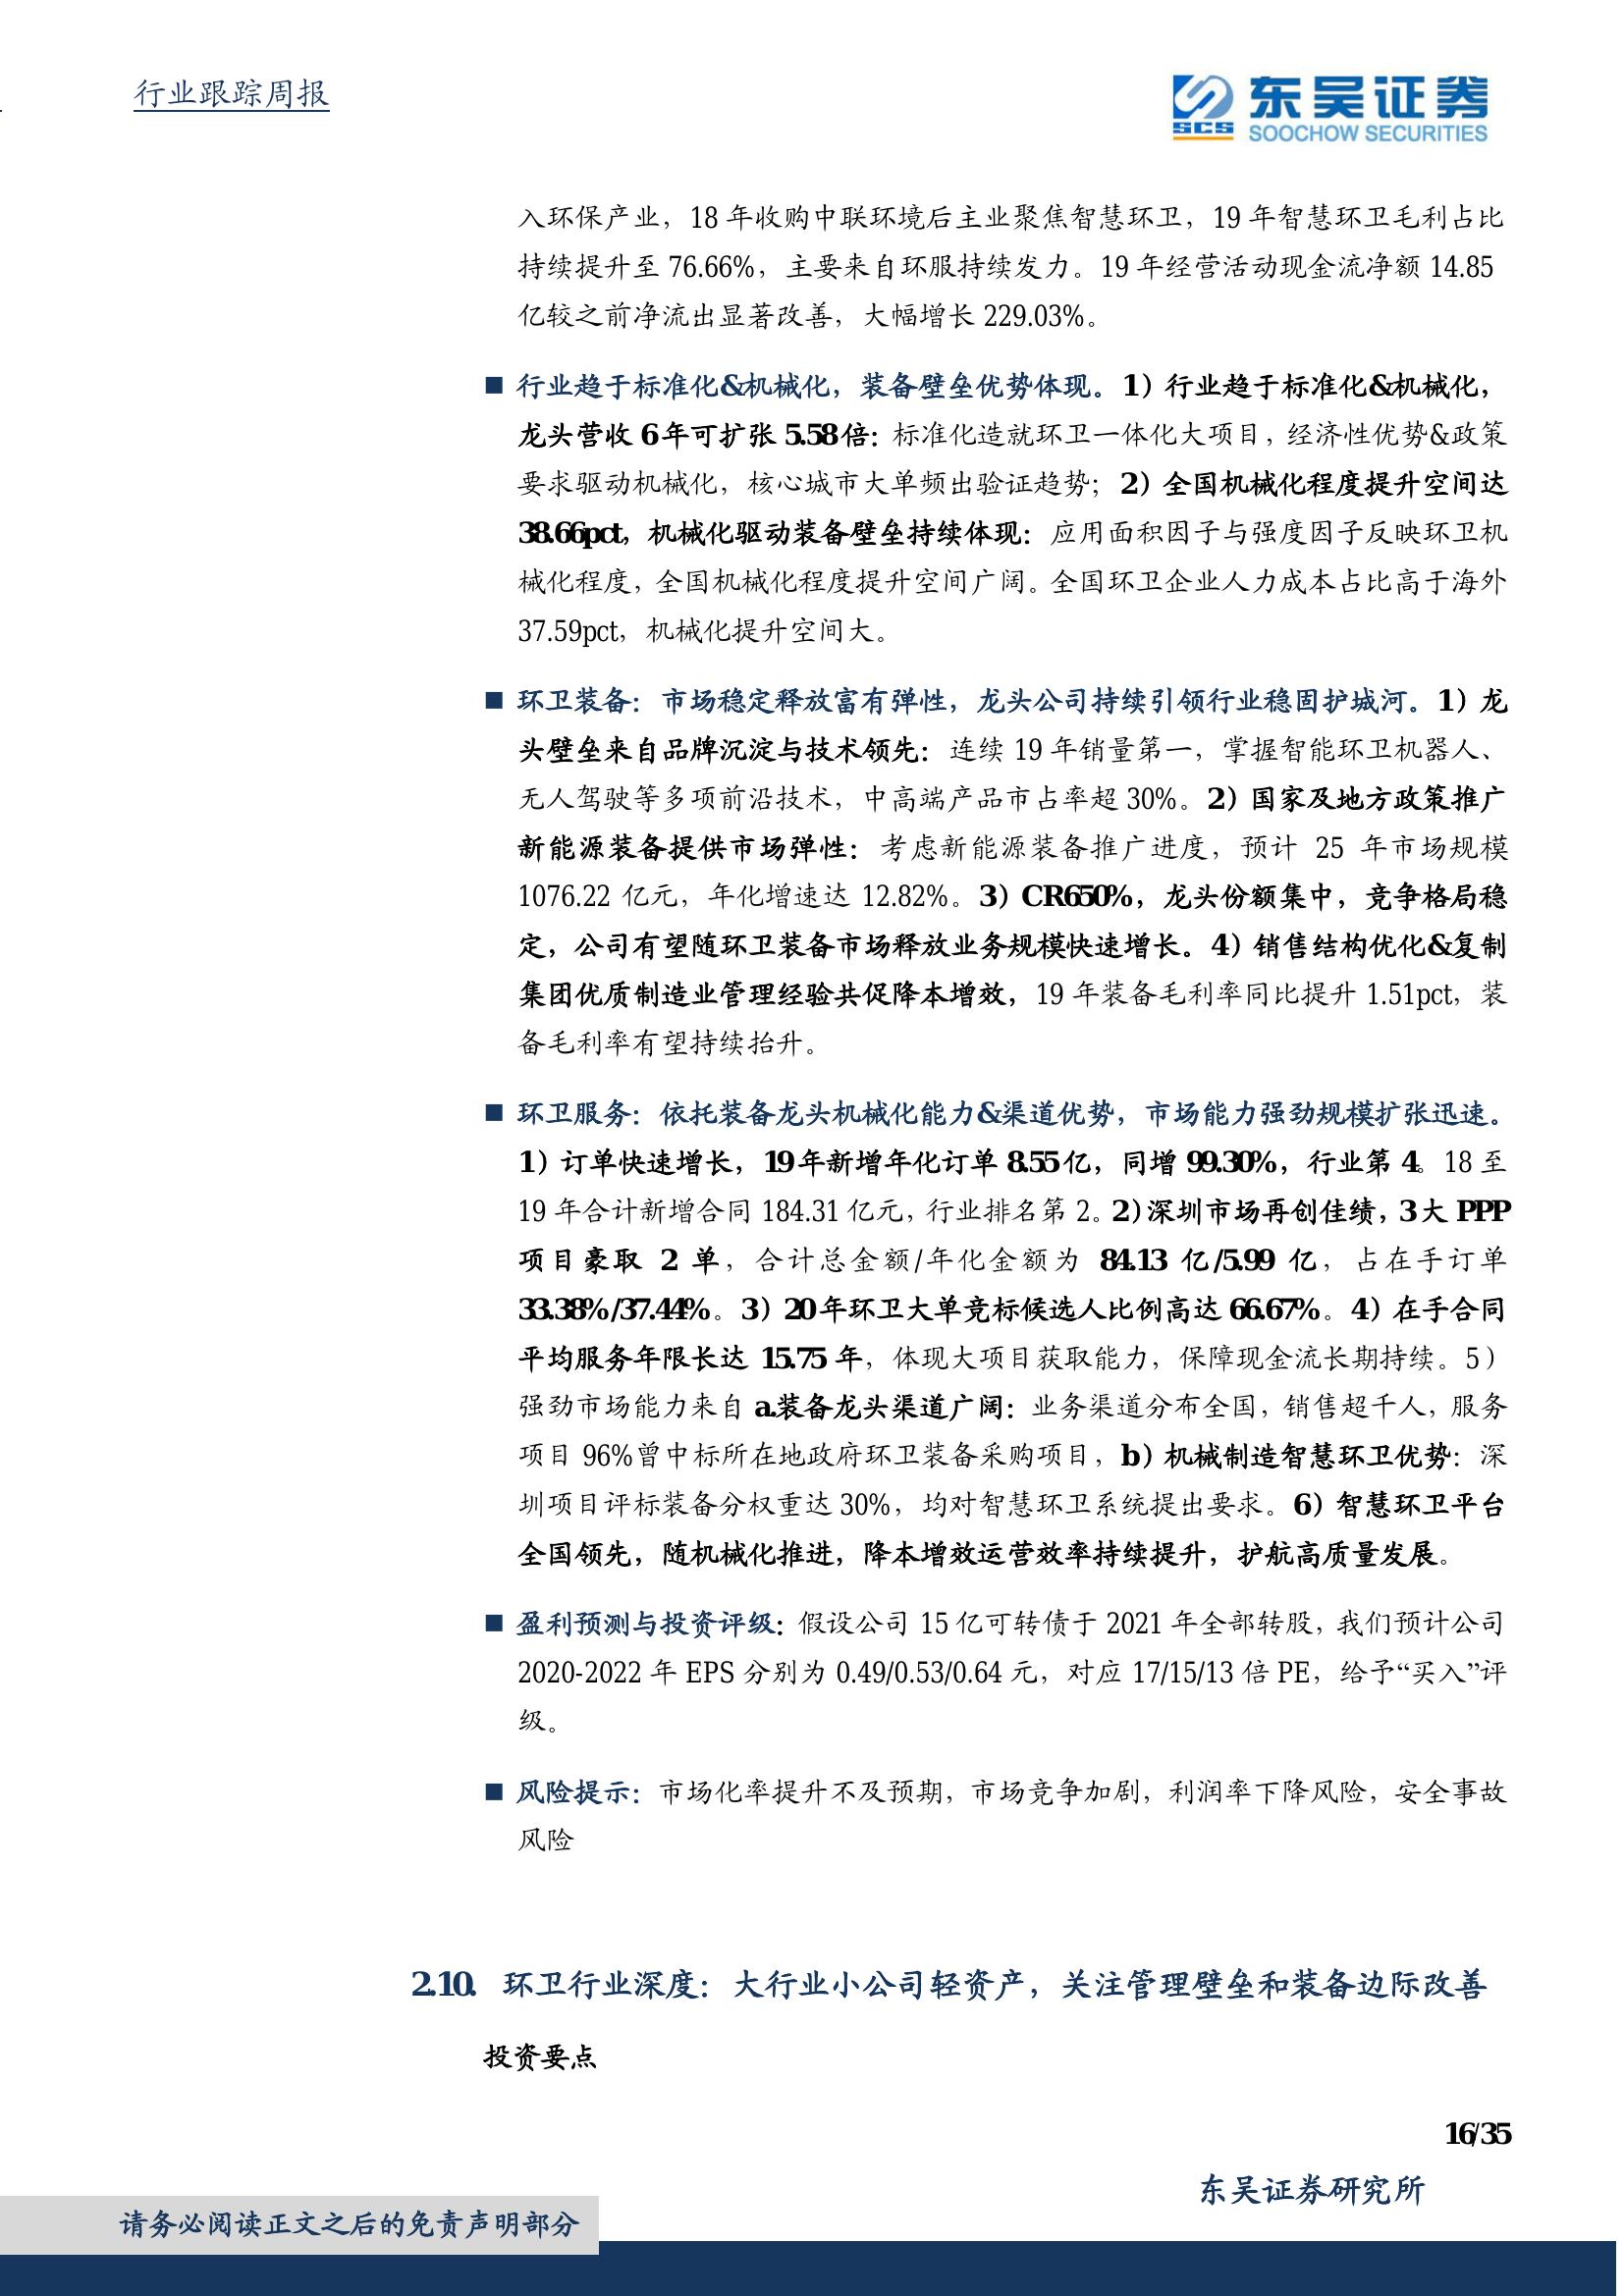 行业跟踪周报
SCS
东吴证券
SOOCHOW SECURITIES
入环保产业，18 年收购中联环境后主业聚焦智慧环卫，19 年智慧环卫毛利占比
持续提升至 76.66%，主要来自环服持续发力。19 年经营活动现金流净额 14.85
亿较之前净流出显著改善，大幅增长 229.03%。
■ 行业趋于标准化&机械化，装备壁垒优势体现。1）行业趋于标准化&机械化，
龙头营收 6 年可扩张 5.58 倍：标准化造就环卫一体化大项目，经济性优势&政策
要求驱动机械化，核心城市大单频出验证趋势；2）全国机械化程度提升空间达
38.66pct，机械化驱动装备壁垒持续体现：应用面积因子与强度因子反映环卫机
械化程度，全国机械化程度提升空间广阔。全国环卫企业人力成本占比高于海外
37.59pct，机械化提升空间大。
■ 环卫装备：市场稳定释放富有弹性，龙头公司持续引领行业稳固护城河。1）龙
头壁垒来自品牌沉淀与技术领先：连续 19 年销量第一，掌握智能环卫机器人、
无人驾驶等多项前沿技术，中高端产品市占率超 30%。2）国家及地方政策推广
新能源装备提供市场弹性：考虑新能源装备推广进度，预计 25 年市场规模
1076.22 亿元，年化增速达 12.82%。3）CR650%，龙头份额集中，竞争格局稳
定，公司有望随环卫装备市场释放业务规模快速增长。4）销售结构优化&复制
集团优质制造业管理经验共促降本增效，19 年装备毛利率同比提升 1.51pct，装
备毛利率有望持续抬升。
■ 环卫服务：依托装备龙头机械化能力&渠道优势，市场能力强劲规模扩张迅速。
1）订单快速增长，19 年新增年化订单 8.55 亿，同增 99.30%，行业第 4。18 至
19 年合计新增合同 184.31 亿元，行业排名第 2。2）深圳市场再创佳绩，3 大 PPP
项目豪取 2 单，合计总金额/年化金额为 84.13 亿/5.99 亿，占在手订单
33.38%/37.44%。3）20 年环卫大单竞标候选人比例高达 66.67%。4）在手合同
平均服务年限长达 15.75 年，体现大项目获取能力，保障现金流长期持续。5）
强劲市场能力来自 a.装备龙头渠道广阔：业务渠道分布全国，销售超千人，服务
项目 96%曾中标所在地政府环卫装备采购项目，b）机械制造智慧环卫优势：深
圳项目评标装备分权重达 30%，均对智慧环卫系统提出要求。6）智慧环卫平台
全国领先，随机械化推进，降本增效运营效率持续提升，护航高质量发展。
■ 盈利预测与投资评级：假设公司 15 亿可转债于 2021 年全部转股，我们预计公司
2020-2022 年 EPS 分别为 0.49/0.53/0.64 元，对应 17/15/13 倍 PE，给予“买入”评
级。
■ 风险提示：市场化率提升不及预期，市场竞争加剧，利润率下降风险，安全事故
风险
2.10. 环卫行业深度：大行业小公司轻资产，关注管理壁垒和装备边际改善
投资要点
16/35
东吴证券研究所
请务必阅读正文之后的免责声明部分